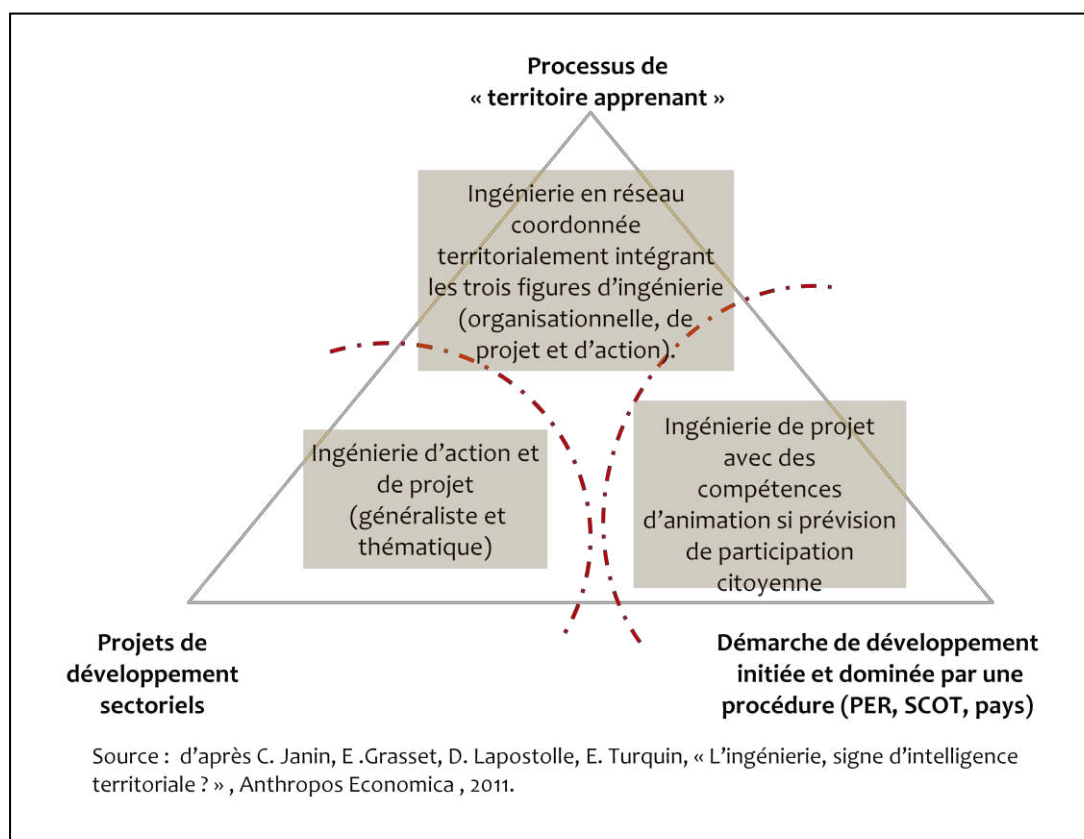 Processus de
« territoire apprenant »
Ingénierie en réseau
coordonnée
territorialement intégrant
les trois figures d'ingénierie
(organisationnelle, de
projet et d'action).
Ingénierie d'action et
de projet
(généraliste et
thématique)
Ingénierie de projet
avec des
compétences
d'animation si prévision
de participation
citoyenne
Projets de
développement
sectoriels
Démarche de développement
initiée et dominée par une
procédure (PER, SCOT, pays)
Source : d'après C. Janin, E .Grasset, D. Lapostolle, E. Turquin, « L'ingénierie, signe d'intelligence
territoriale ? » , Anthropos Economica , 2011.